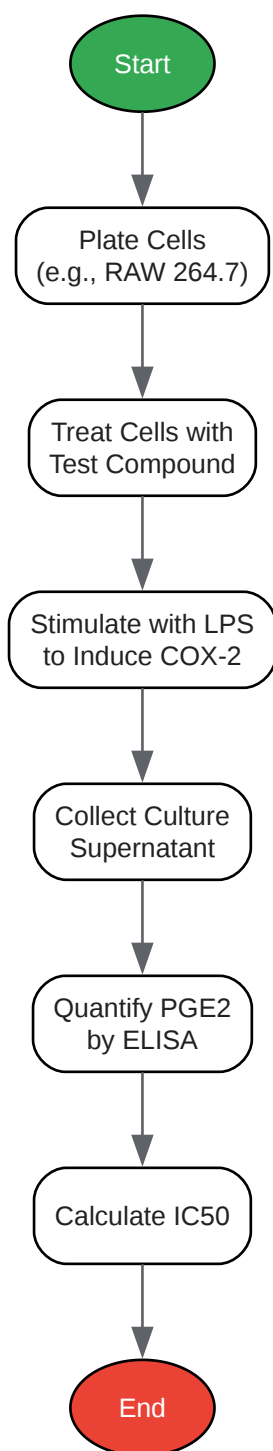 Start
Plate Cells
(e.g., RAW 264.7)
Treat Cells with
Test Compound
Stimulate with LPS
to Induce COX-2
Collect Culture
Supernatant
Quantify PGE2
by ELISA
Calculate IC50
End